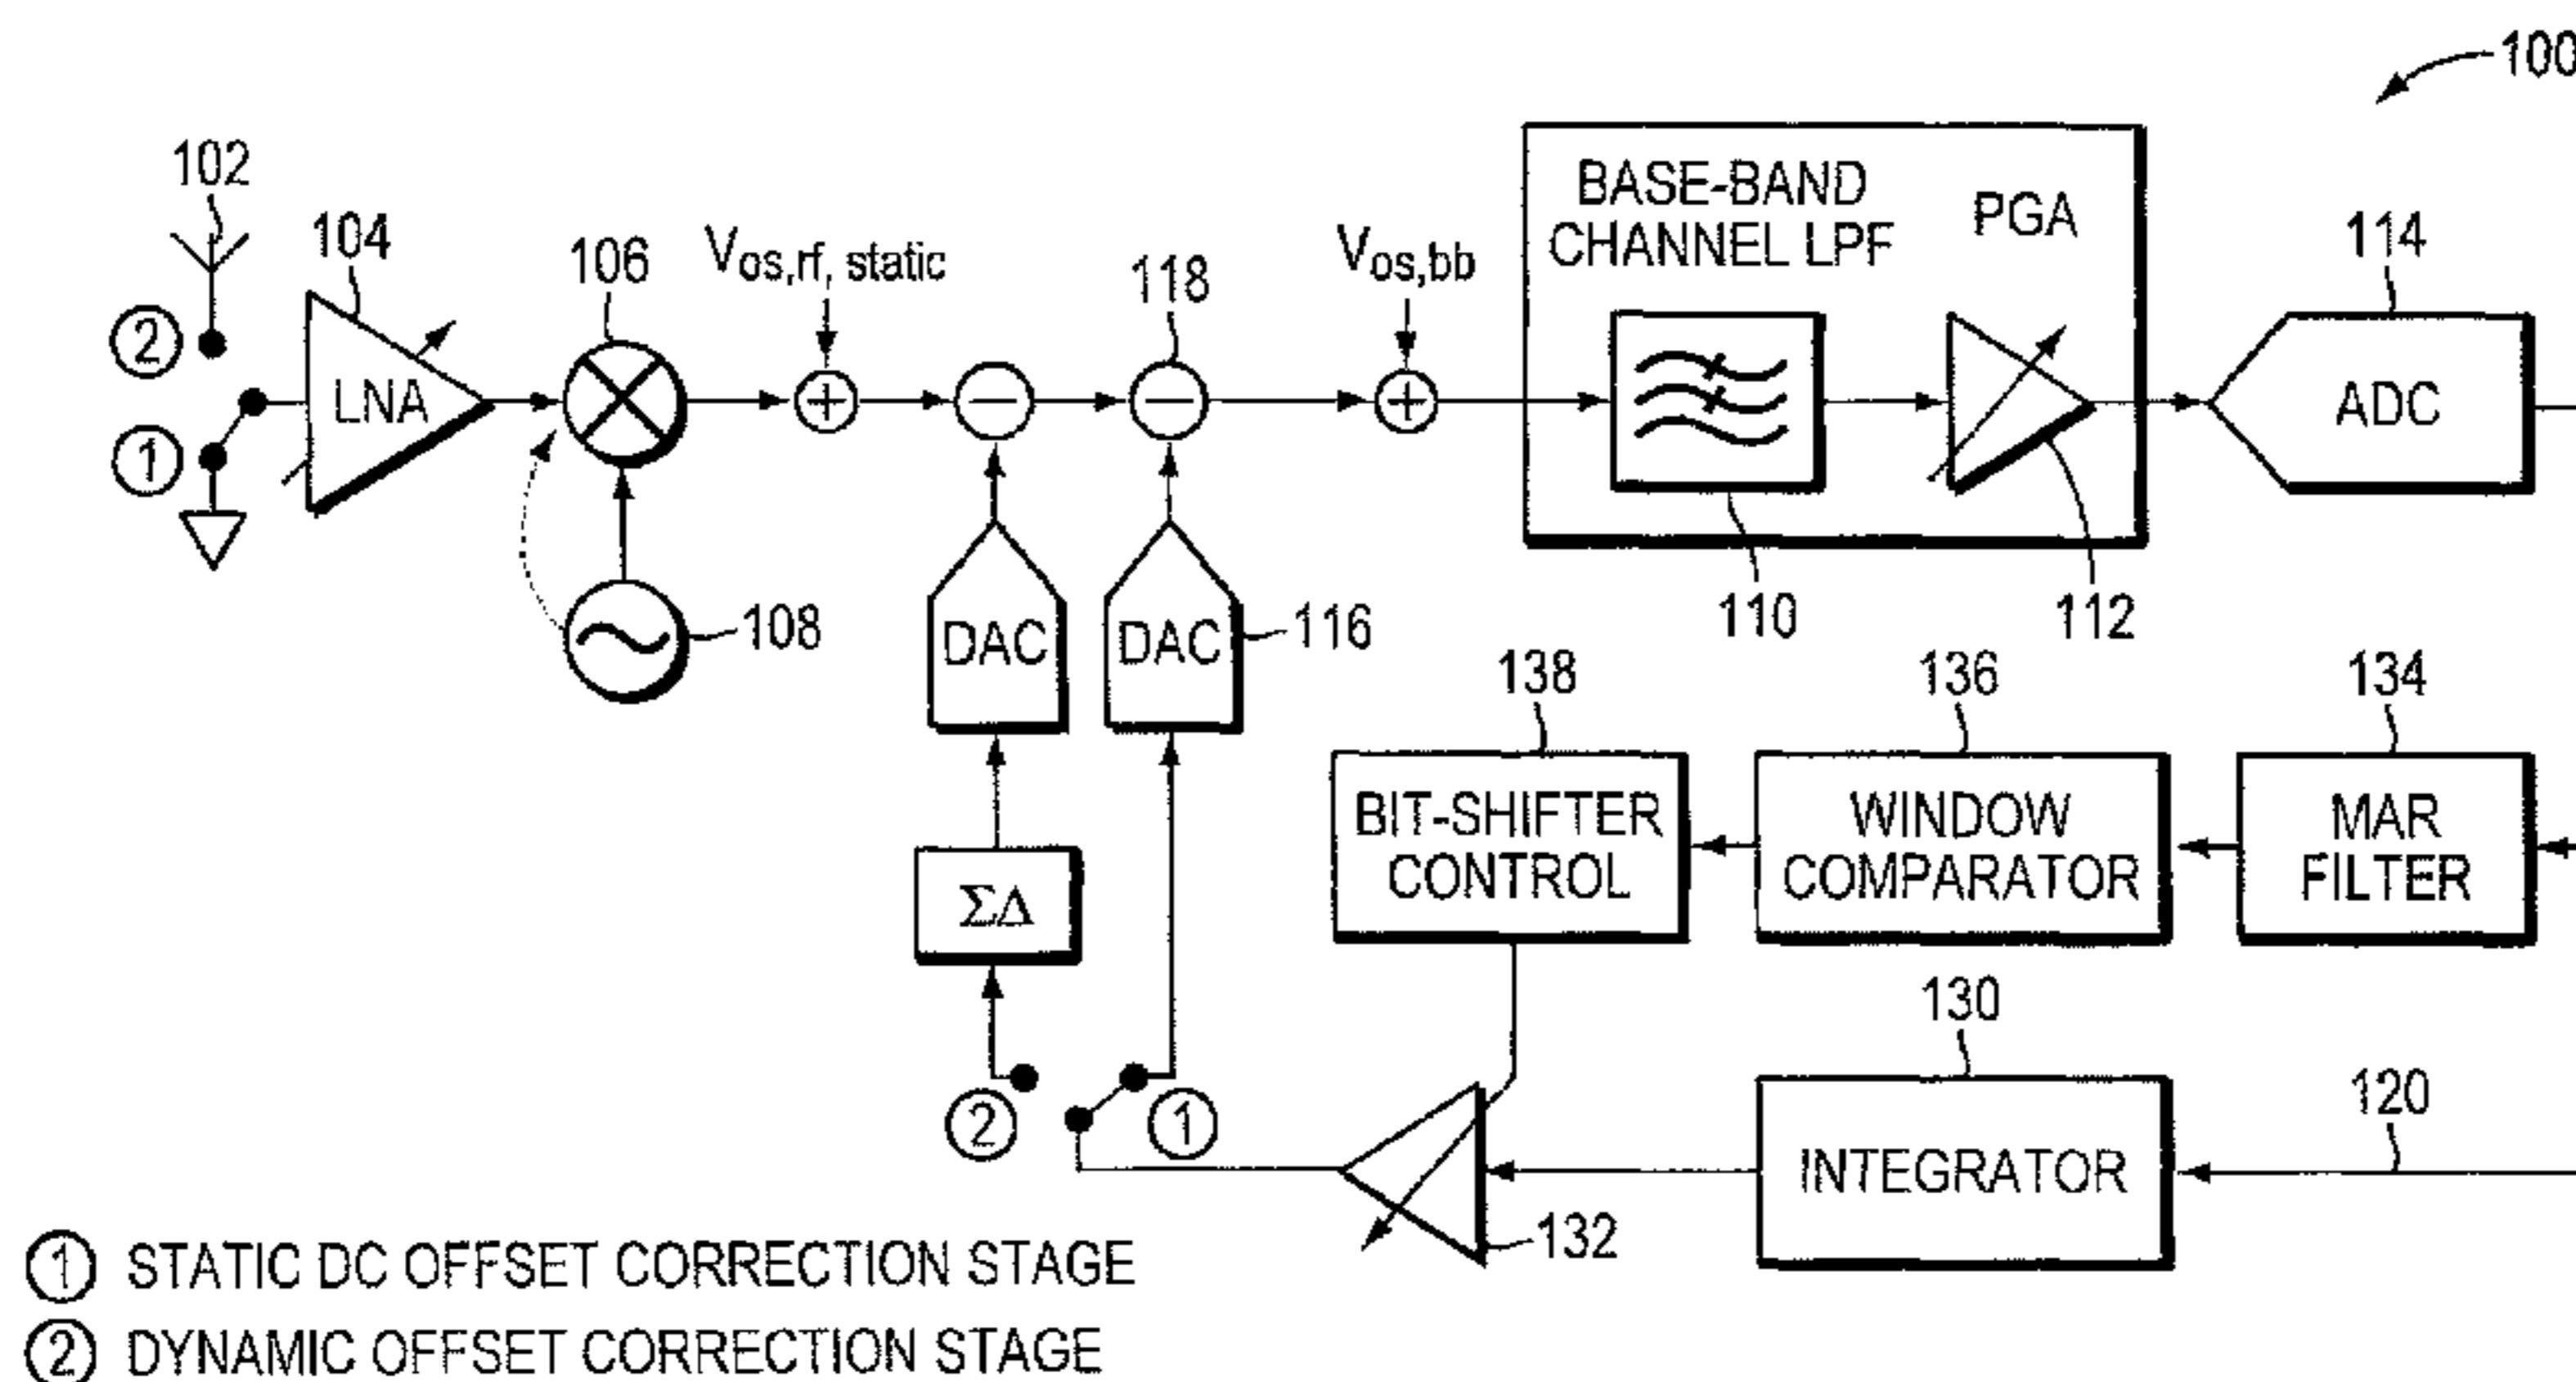 100
102
104
106
V_os,rf, static
118
V_os,bb
BASE-BAND
CHANNEL LPF
PGA
114
2
1
LNA
+
−
−
+
ADC
108
DAC
DAC
116
110
112
138
136
134
BIT-SHIFTER
CONTROL
WINDOW
COMPARATOR
MAR
FILTER
ΣΔ
130
2
1
INTEGRATOR
120
132
1 STATIC DC OFFSET CORRECTION STAGE
2 DYNAMIC OFFSET CORRECTION STAGE